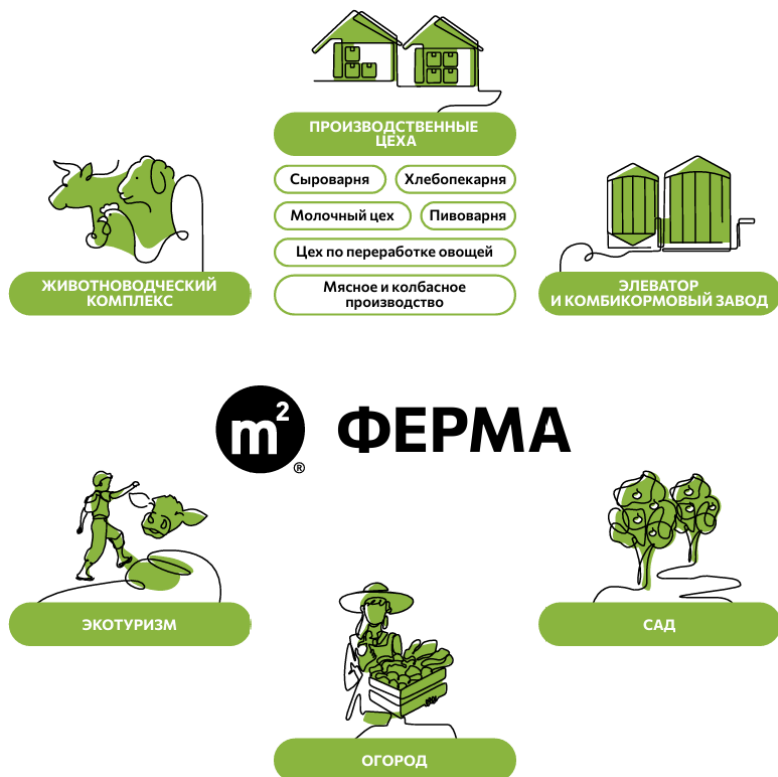 ПРОИЗВОДСТВЕННЫЕ
ЦЕХА
Сыроварня
Хлебопекарня
Молочный цех
Пивоварня
Цех по переработке овощей
Мясное и колбасное
производство
ЖИВОТНОВОДЧЕСКИЙ
КОМПЛЕКС
ЭЛЕВАТОР
И КОМБИКОРМОВЫЙ ЗАВОД
m² ® ФЕРМА
ЭКОТУРИЗМ
САД
ОГОРОД